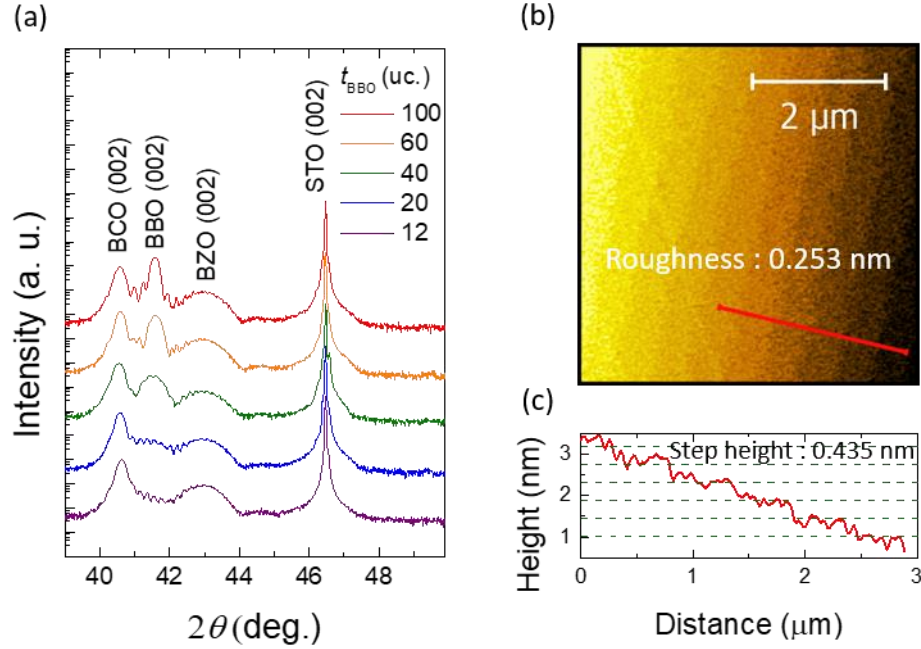 (a)
t_BBO (uc.)
100
60
40
20
12
BCO (002)
BBO (002)
BZO (002)
STO (002)
Intensity (a. u.)
40 42 44 46 48
2θ (deg.)
(b)
2 μm
Roughness : 0.253 nm
(c)
Step height : 0.435 nm
Height (nm)
3
2
1
0 1 2 3
Distance (μm)